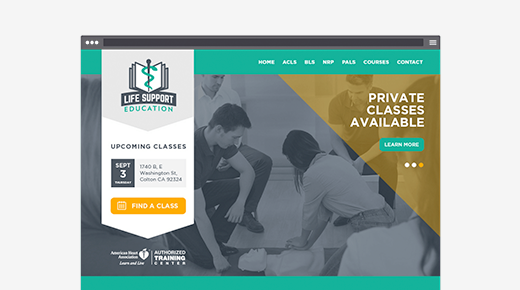 HOME ACLS BLS NRP PALS COURSES CONTACT
LIFE SUPPORT
EDUCATION
UPCOMING CLASSES
SEPT
3
THURSDAY
1740 B, E
Washington St,
Colton CA 92324
FIND A CLASS
PRIVATE
CLASSES
AVAILABLE
LEARN MORE
American Heart
Association
Learn and Live
AUTHORIZED
TRAINING
CENTER